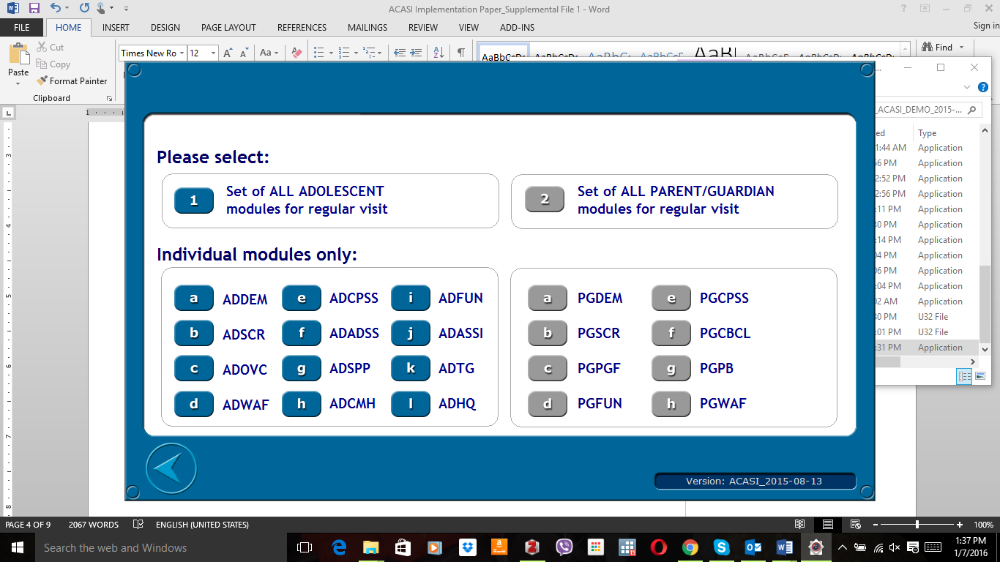 ACASI Implementation Paper_Supplemental File 1 - Word
FILE HOME INSERT DESIGN PAGE LAYOUT REFERENCES MAILINGS REVIEW VIEW ADD-INS Sign in
Cut
Copy
Format Painter
Paste
Clipboard
Times New Ro 12
Aa
Find
Please select:
1 Set of ALL ADOLESCENT
modules for regular visit
2 Set of ALL PARENT/GUARDIAN
modules for regular visit
Individual modules only:
a ADDEM e ADCPSS i ADFUN
b ADSCR f ADADSS j ADASSI
c ADOVC g ADSPP k ADTG
d ADWAF h ADCMH l ADHQ
a PGDEM e PGCPSS
b PGSCR f PGCBCL
c PGPGF g PGPB
d PGFUN h PGWAF
Version: ACASI_2015-08-13
_ACASI_DEMO_2015-...
ed Type
1:44 AM Application
56 PM Application
2:52 PM Application
2:56 PM Application
:11 PM Application
30 PM Application
:14 PM Application
04 PM Application
06 PM Application
:04 PM Application
02 AM Application
30 PM U32 File
:01 PM U32 File
:31 PM Application
PAGE 4 OF 9 2067 WORDS ENGLISH (UNITED STATES) 100%
Search the web and Windows
1:37 PM
1/7/2016